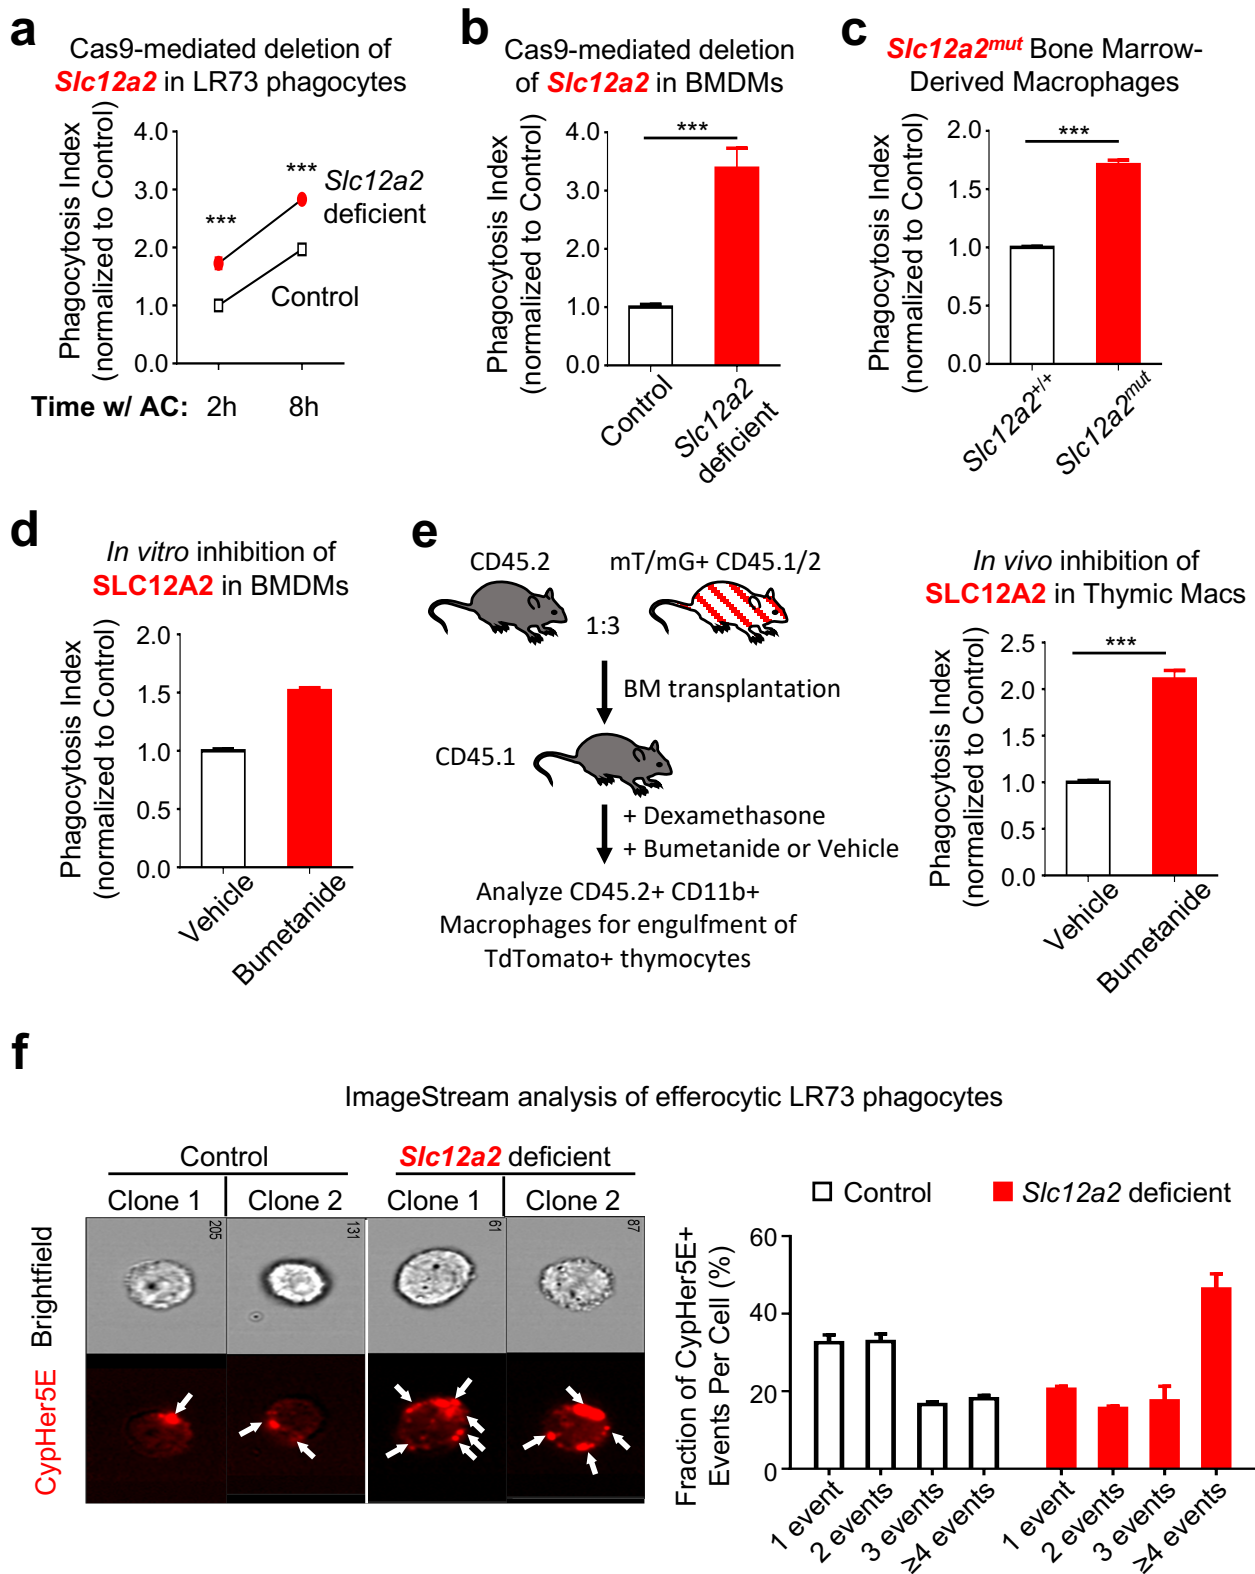 a
Cas9-mediated deletion of
Slc12a2 in LR73 phagocytes
Phagocytosis Index
(normalized to Control)
4.0
3.0
2.0
1.0
0.0
***
***
Slc12a2
deficient
Control
Time w/ AC: 2h 8h
b
Cas9-mediated deletion
of Slc12a2 in BMDMs
Phagocytosis Index
(normalized to Control)
4.0
3.0
2.0
1.0
0.0
***
Control
Slc12a2
deficient
c
Slc12a2mut Bone Marrow-
Derived Macrophages
Phagocytosis Index
(normalized to Control)
2.0
1.5
1.0
0.5
0.0
***
Slc12a2+/+
Slc12a2mut
d
In vitro inhibition of
SLC12A2 in BMDMs
Phagocytosis Index
(normalized to Control)
2.0
1.5
1.0
0.5
0.0
Vehicle
Bumetanide
e
CD45.2
mT/mG+ CD45.1/2
1:3
BM transplantation
CD45.1
+ Dexamethasone
+ Bumetanide or Vehicle
Analyze CD45.2+ CD11b+
Macrophages for engulfment of
TdTomato+ thymocytes
In vivo inhibition of
SLC12A2 in Thymic Macs
Phagocytosis Index
(normalized to Control)
2.5
2.0
1.5
1.0
0.5
0.0
***
Vehicle
Bumetanide
f
ImageStream analysis of efferocytic LR73 phagocytes
Control
Slc12a2 deficient
Clone 1
Clone 2
Clone 1
Clone 2
Brightfield
205
131
61
87
CypHer5E
Control
Slc12a2 deficient
Fraction of CypHer5E+
Events Per Cell (%)
60
40
20
0
1 event
2 events
3 events
≥4 events
1 event
2 events
3 events
≥4 events